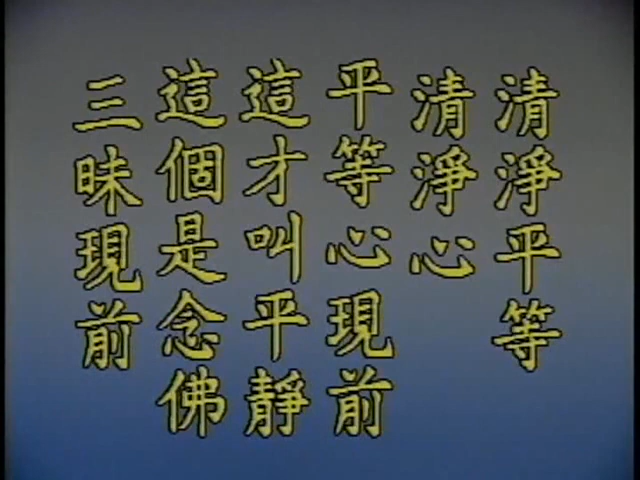 清淨平等
清淨心
平等心現前
這才叫平靜
這個是念佛
三昧現前